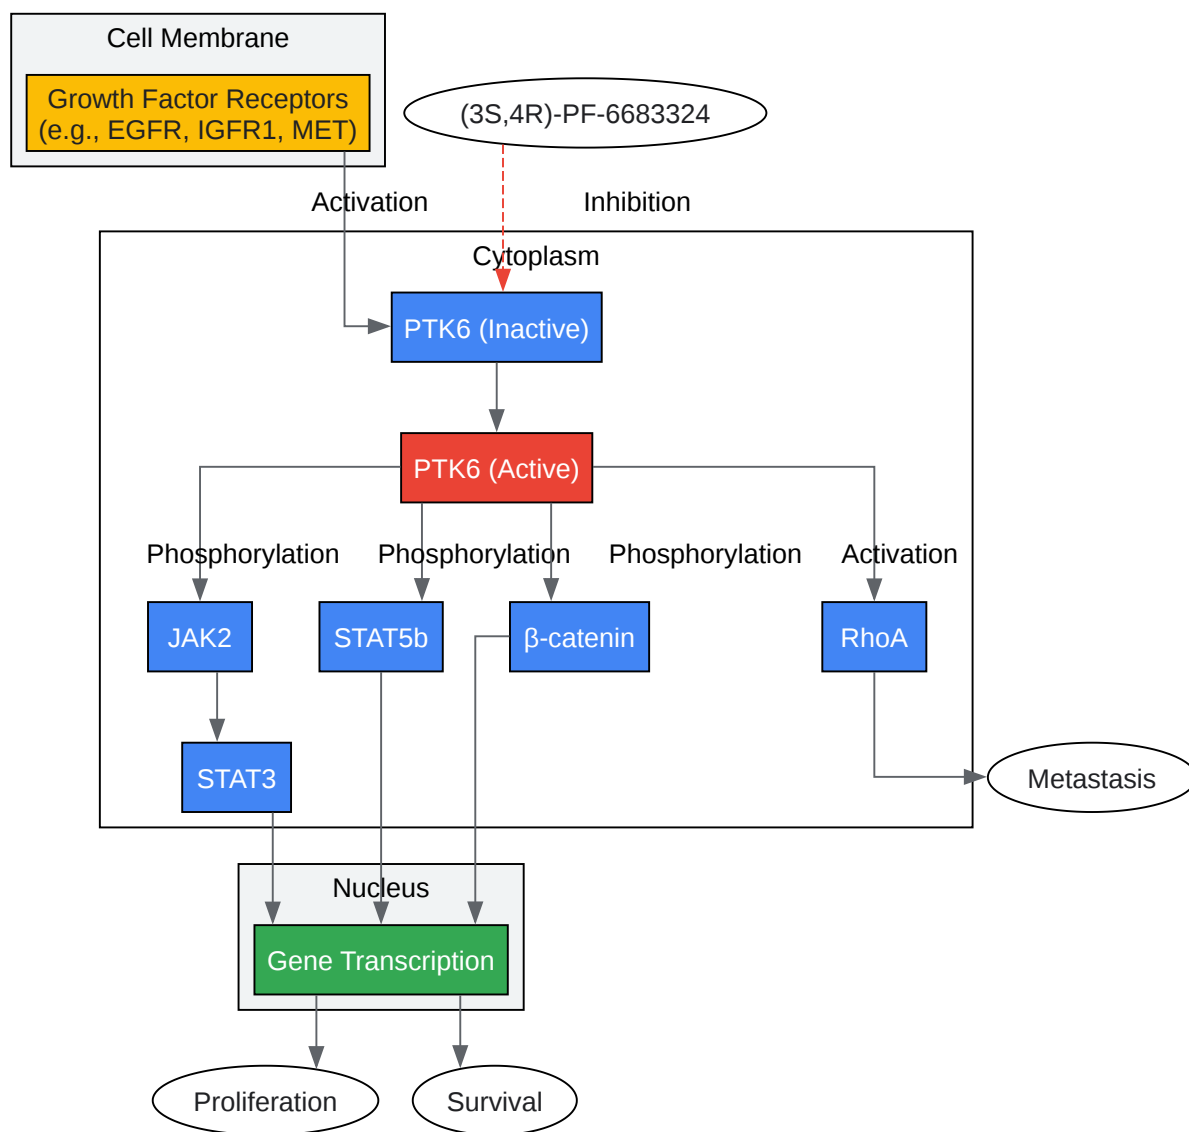 Cell Membrane
Growth Factor Receptors
(e.g., EGFR, IGFR1, MET)
(3S,4R)-PF-6683324
Activation
Inhibition
Cytoplasm
PTK6 (Inactive)
PTK6 (Active)
Phosphorylation
Phosphorylation
Phosphorylation
Activation
JAK2
STAT5b
β-catenin
RhoA
STAT3
Metastasis
Nucleus
Gene Transcription
Proliferation
Survival